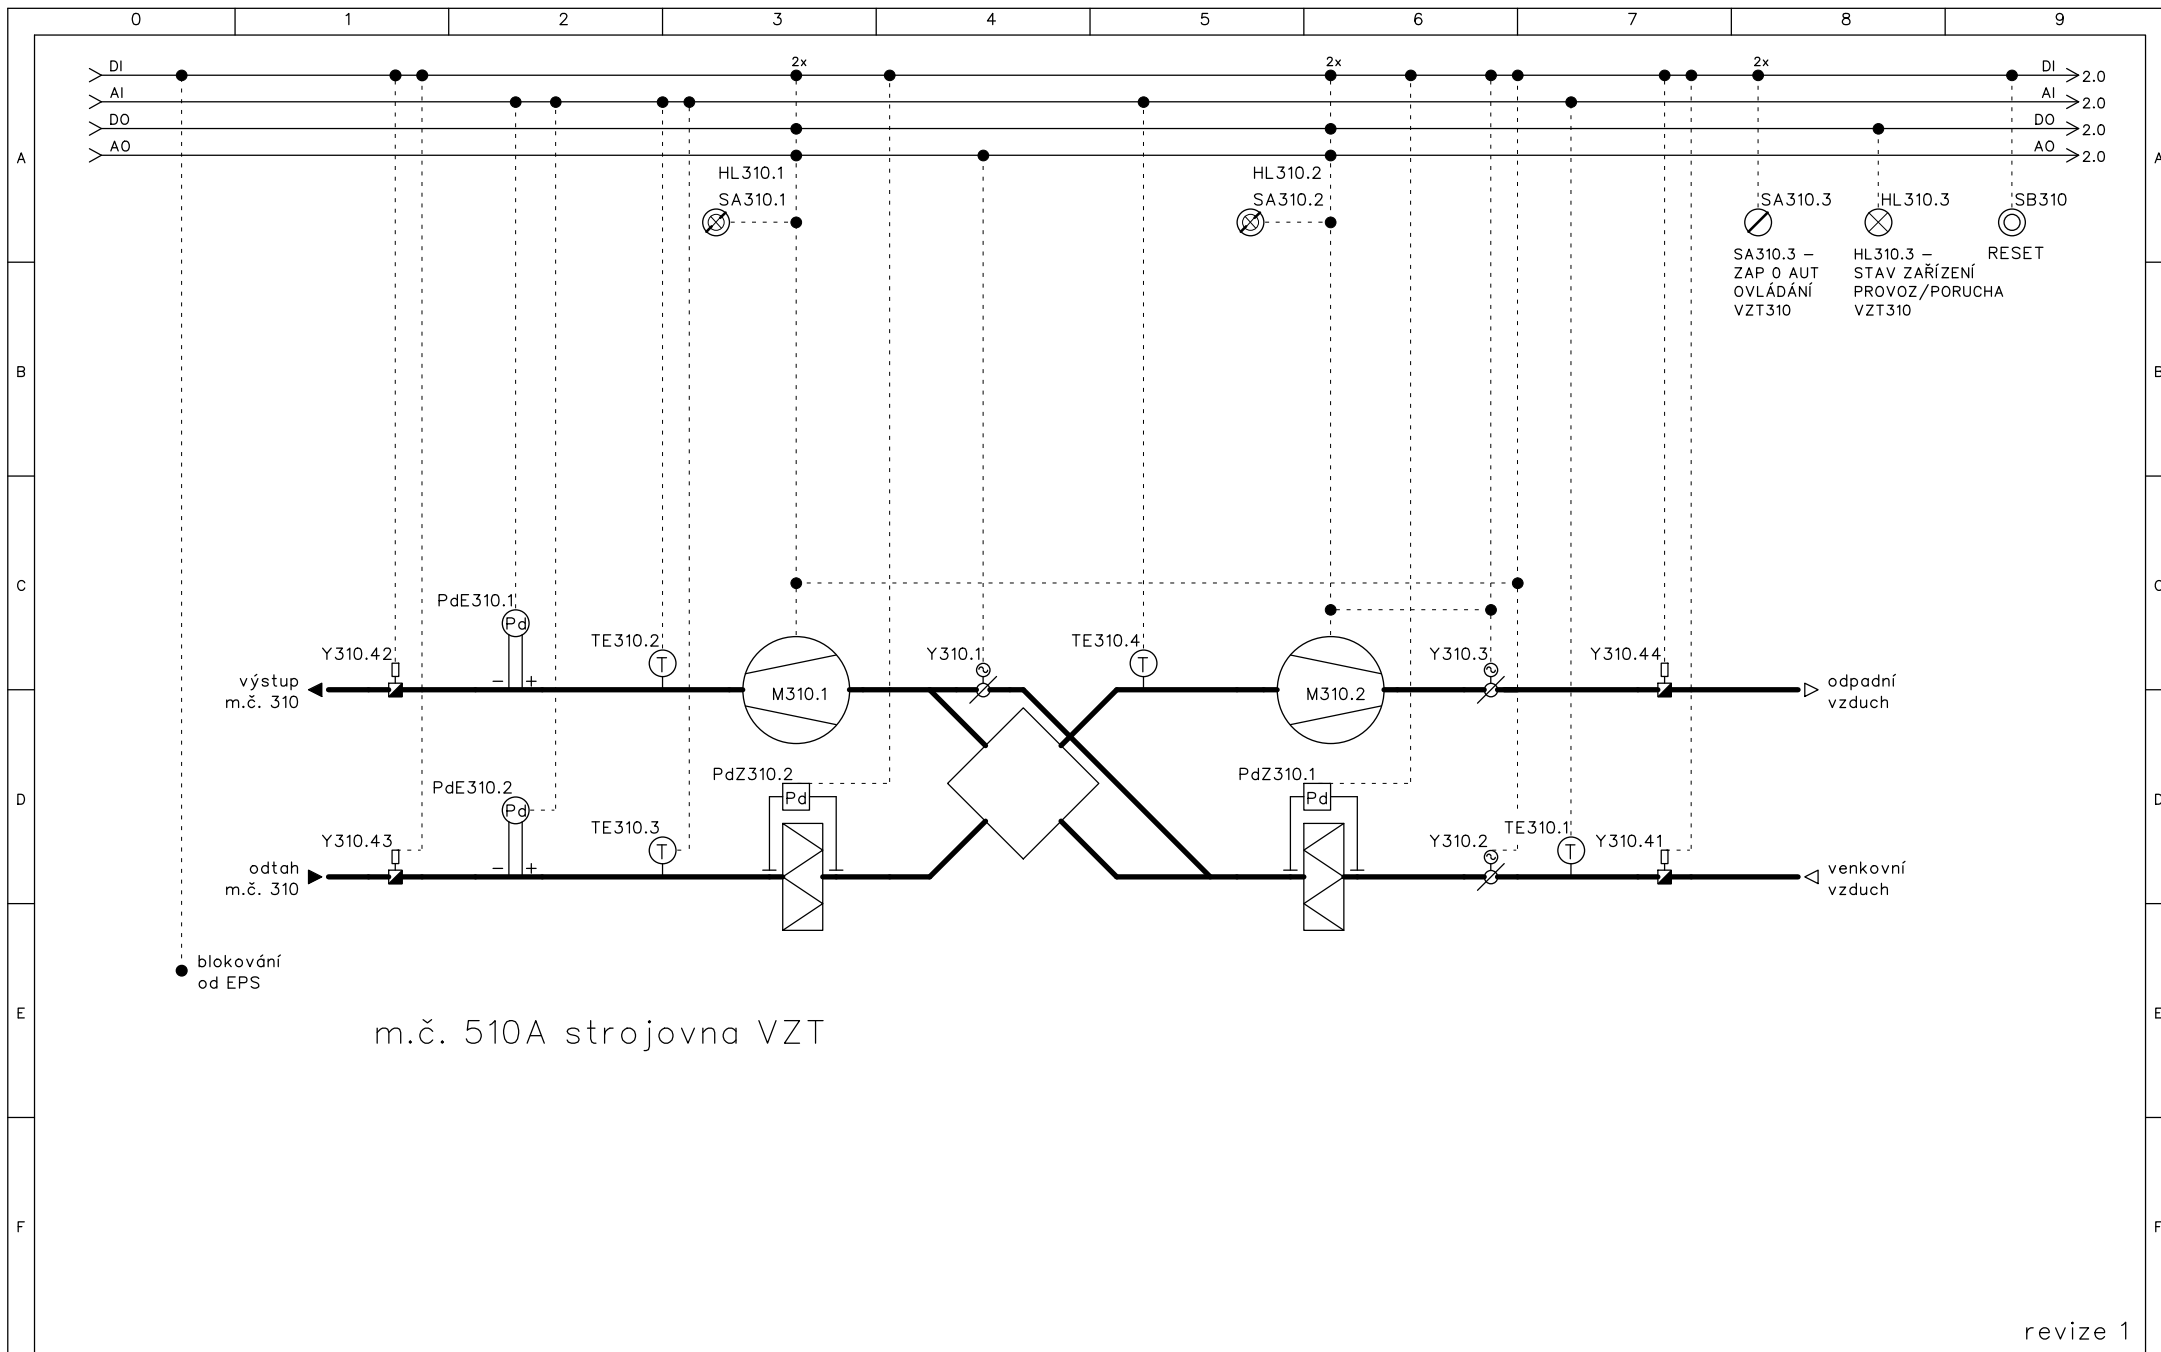 0 1 2 3 4 5 6 7 8 9
2x 2x 2x
DI DI 2.0
AI AI 2.0
DO DO 2.0
AO AO 2.0
A A
HL310.1 HL310.2
SA310.1 SA310.2 SA310.3 HL310.3 SB310
RESET
SA310.3 –
ZAP 0 AUT
OVLÁDÁNÍ
VZT310
HL310.3 –
STAV ZAŘÍZENÍ
PROVOZ/PORUCHA
VZT310
B B
C C
PdE310.1
Pd
TE310.2 TE310.4
T T
Y310.42 Y310.1 Y310.3 Y310.44
– +
výstup
m.č. 310
M310.1 M310.2
odpadní
vzduch
PdZ310.2 PdZ310.1
PdE310.2
D D
Pd Pd Pd
TE310.3 TE310.1
Y310.43 Y310.2 Y310.41
T T
– +
odtah
m.č. 310
venkovní
vzduch
blokování
od EPS
E E
m.č. 510A strojovna VZT
F F
revize 1